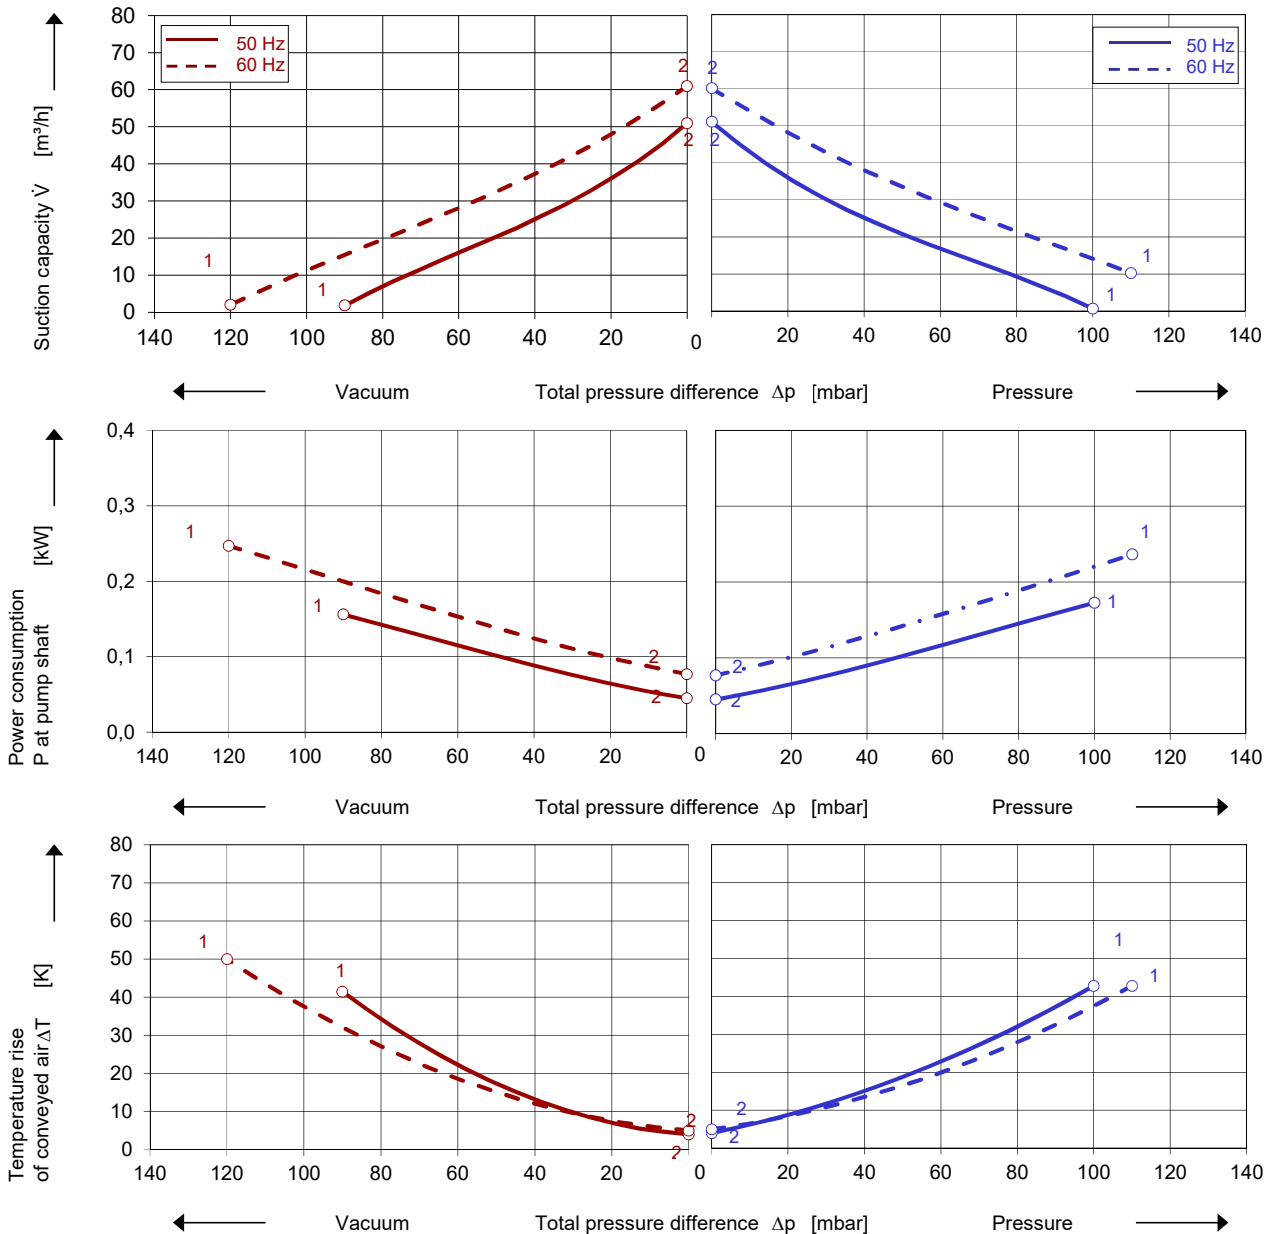 80
70
60
50
40
30
20
10
0
Suction capacity V̇ [m³/h]
50 Hz
60 Hz
2
2
1
1
140 120 100 80 60 40 20 0
50 Hz
60 Hz
2
2
1
1
20 40 60 80 100 120 140
Vacuum Total pressure difference Δp [mbar] Pressure
0,4
0,3
0,2
0,1
0,0
Power consumption
P at pump shaft [kW]
1
1
2
2
140 120 100 80 60 40 20 0
1
1
2
2
20 40 60 80 100 120 140
Vacuum Total pressure difference Δp [mbar] Pressure
80
70
60
50
40
30
20
10
0
Temperature rise
of conveyed air ΔT [K]
1
1
2
2
140 120 100 80 60 40 20 0
1
1
2
2
20 40 60 80 100 120 140
Vacuum Total pressure difference Δp [mbar] Pressure